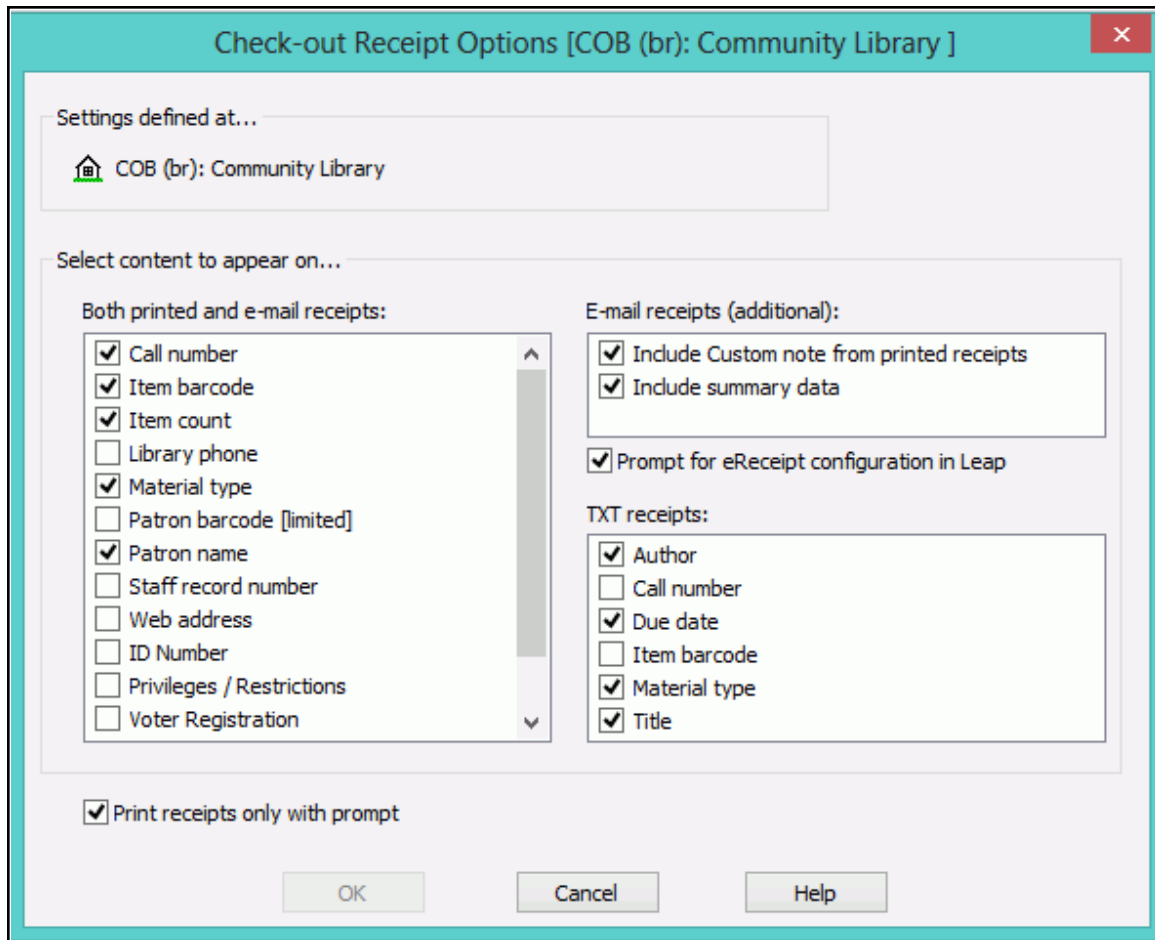 Check-out Receipt Options [COB (br): Community Library ]
Settings defined at...
COB (br): Community Library
Select content to appear on...
Both printed and e-mail receipts:
Call number
Item barcode
Item count
Library phone
Material type
Patron barcode [limited]
Patron name
Staff record number
Web address
ID Number
Privileges / Restrictions
Voter Registration
E-mail receipts (additional):
Include Custom note from printed receipts
Include summary data
Prompt for eReceipt configuration in Leap
TXT receipts:
Author
Call number
Due date
Item barcode
Material type
Title
Print receipts only with prompt
OK
Cancel
Help